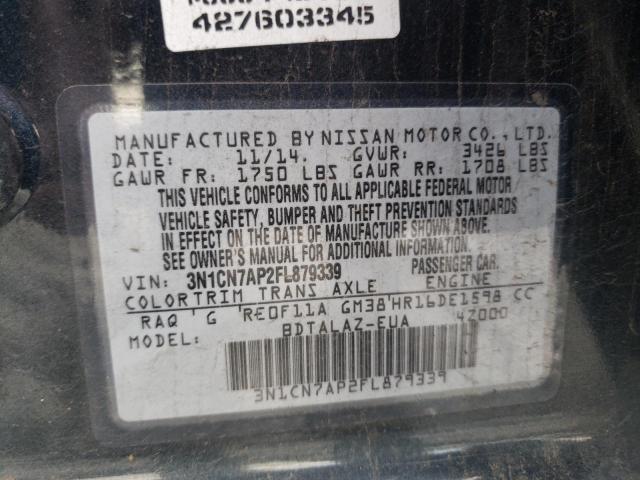 427603345
MANUFACTURED BY NISSAN MOTOR CO., LTD.
DATE: 11/14. GVWR: 3426 LBS
GAWR FR: 1750 LBS GAWR RR: 1708 LBS
THIS VEHICLE CONFORMS TO ALL APPLICABLE FEDERAL MOTOR
VEHICLE SAFETY, BUMPER AND THEFT PREVENTION STANDARDS
IN EFFECT ON THE DATE OF MANUFACTURE SHOWN ABOVE.
SEE OWNER'S MANUAL FOR ADDITIONAL INFORMATION.
VIN: 3N1CN7AP2FL879339 PASSENGER CAR.
COLOR TRIM TRANS AXLE ENGINE
RAQ 'G 'RE0F11A GM38'HR16DE1598 CC
MODEL: BDTALAZ-EUA 4Z000
3N1CN7AP2FL879339